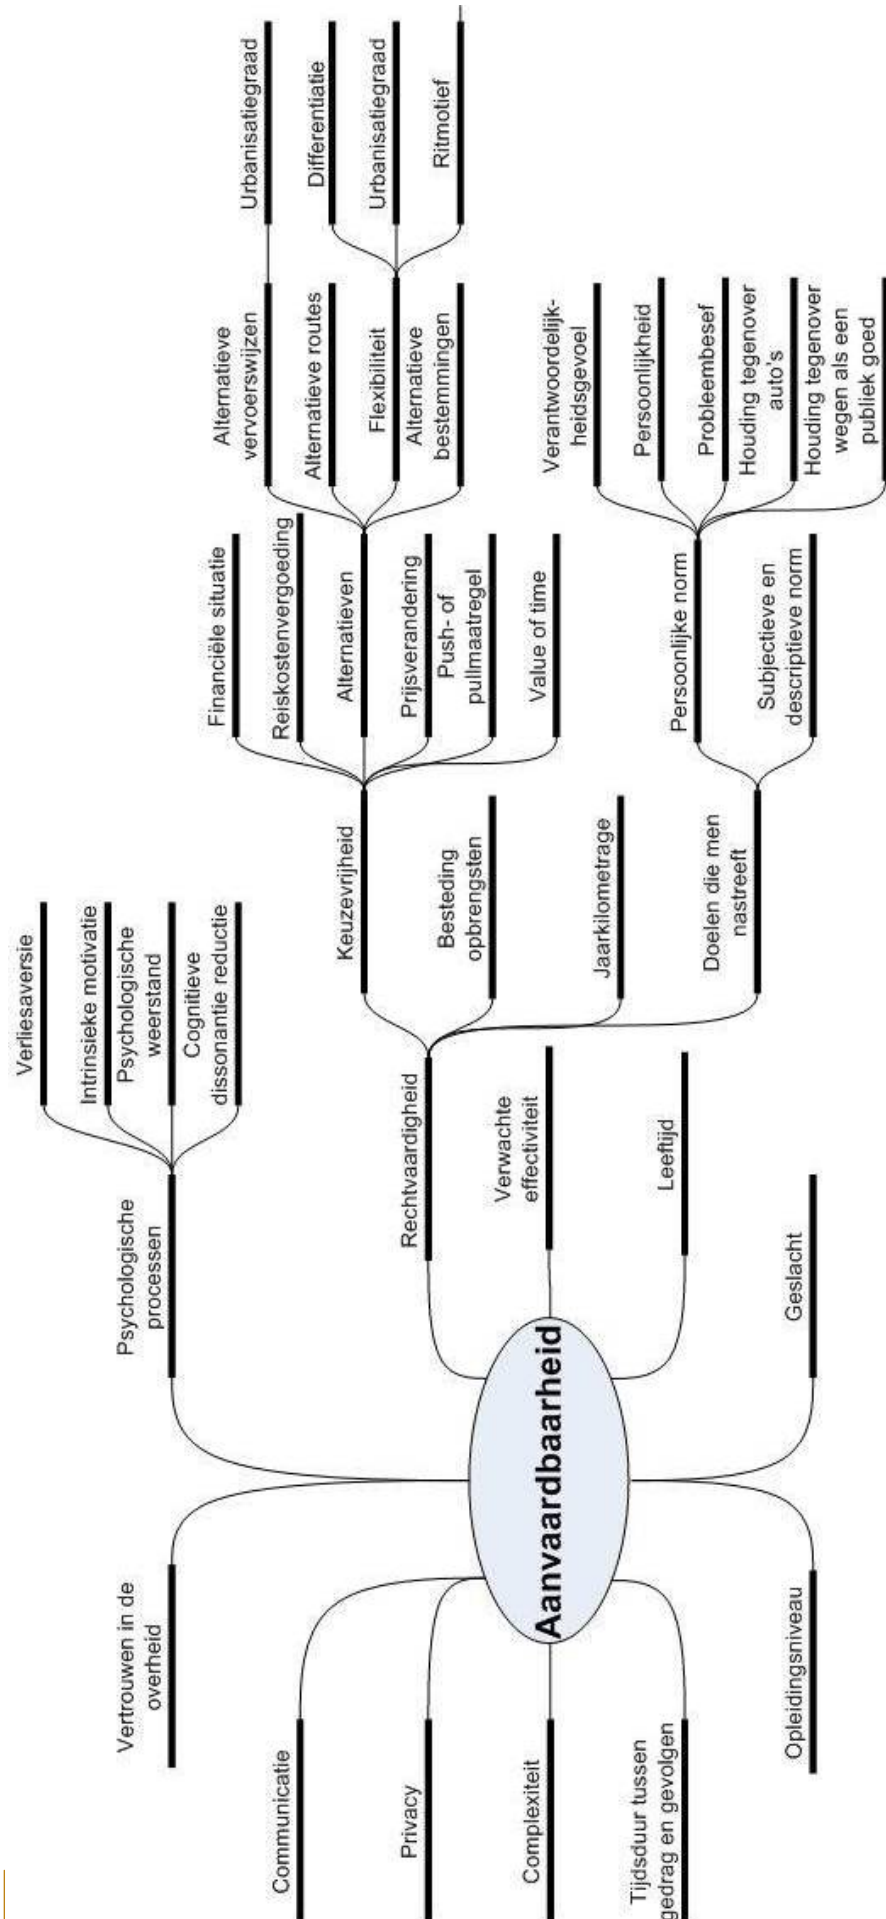 Vertrouwen in de
overheid
Communicatie
Privacy
Complexiteit
Tijdsduur tussen
gedrag en gevolgen
Opleidingsniveau
Aanvaardbaarheid
Psychologische
processen
Verliesaversie
Intrinsieke motivatie
Psychologische
weerstand
Cognitieve
dissonantie reductie
Rechtvaardigheid
Verwachte
effectiviteit
Leeftijd
Geslacht
Keuzevrijheid
Besteding
opbrengsten
Jaarkilometrage
Doelen die men
nastreeft
Financiële situatie
Reiskostenvergoeding
Alternatieven
Prijsverandering
Push- of
pullmaatregel
Value of time
Persoonlijke norm
Subjectieve en
descriptieve norm
Alternatieve
vervoerswijzen
Alternatieve routes
Flexibiliteit
Alternatieve
bestemmingen
Verantwoordelijk-
heidsgevoel
Persoonlijkheid
Probleembesef
Houding tegenover
auto's
Houding tegenover
wegen als een
publiek goed
Urbanisatiegraad
Differentiatie
Urbanisatiegraad
Ritmotief